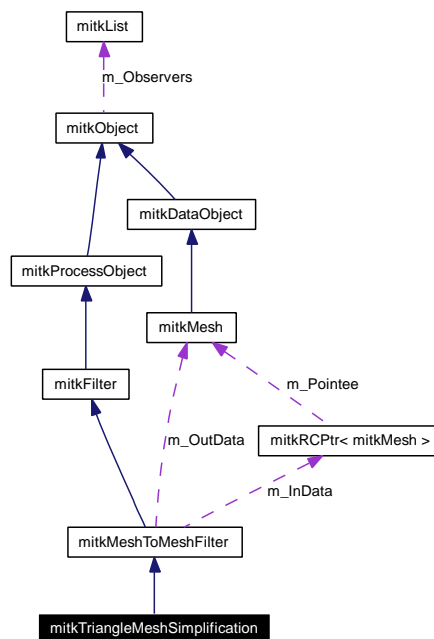 mitkList
m_Observers
mitkObject
mitkDataObject
mitkProcessObject
mitkMesh
mitkFilter
m_Pointee
m_OutData
mitkRCPtr< mitkMesh >
m_InData
mitkMeshToMeshFilter
mitkTriangleMeshSimplification